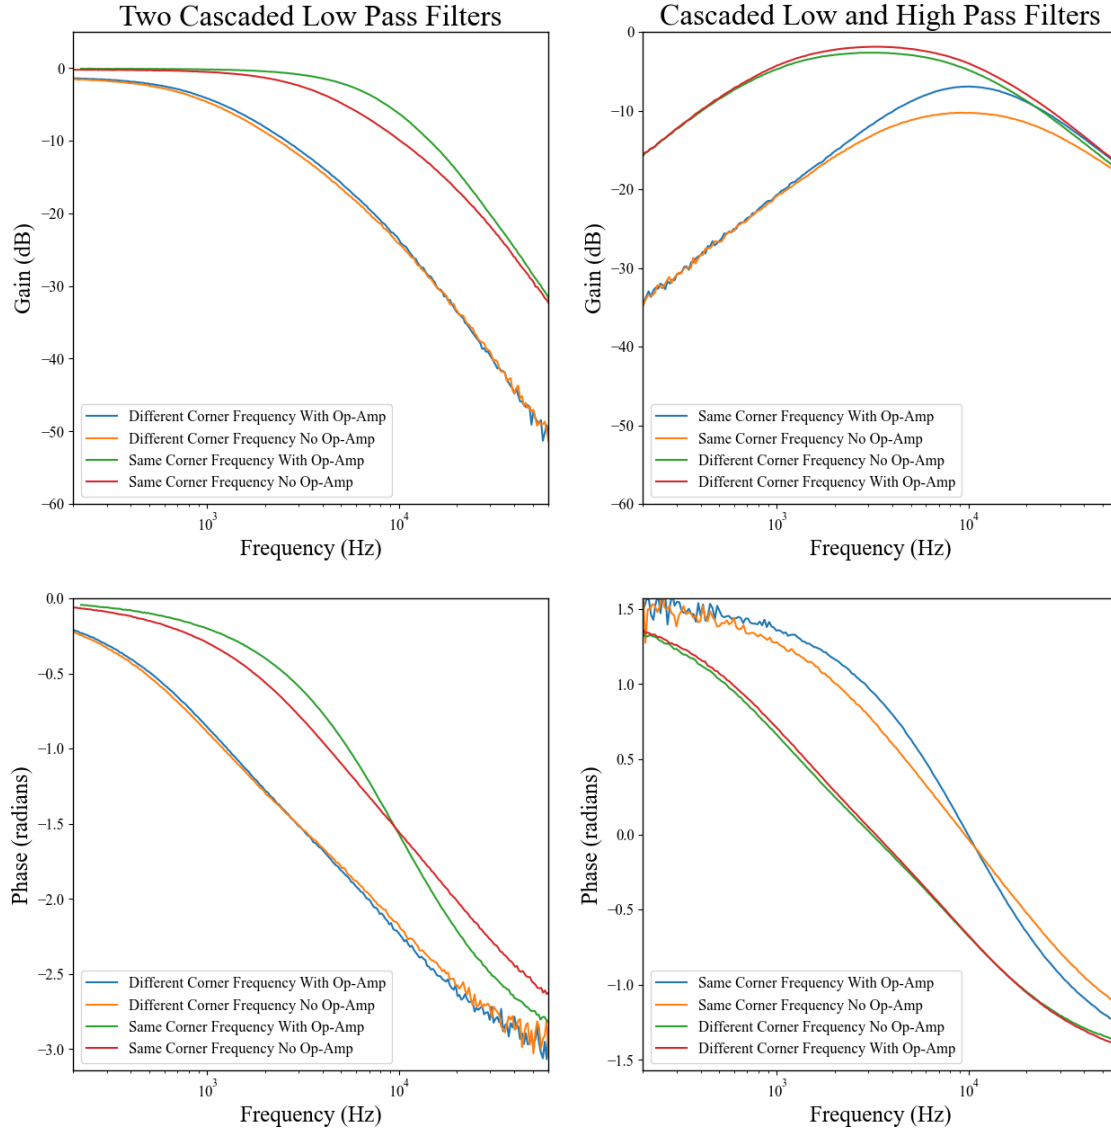 Two Cascaded Low Pass Filters
0
−10
−20
−30
−40
−50
−60
Gain (dB)
Different Corner Frequency With Op-Amp
Different Corner Frequency No Op-Amp
Same Corner Frequency With Op-Amp
Same Corner Frequency No Op-Amp
10³
10⁴
Frequency (Hz)
Cascaded Low and High Pass Filters
0
−10
−20
−30
−40
−50
−60
Gain (dB)
Same Corner Frequency With Op-Amp
Same Corner Frequency No Op-Amp
Different Corner Frequency No Op-Amp
Different Corner Frequency With Op-Amp
10³
10⁴
Frequency (Hz)
0.0
−0.5
−1.0
−1.5
−2.0
−2.5
−3.0
Phase (radians)
Different Corner Frequency With Op-Amp
Different Corner Frequency No Op-Amp
Same Corner Frequency With Op-Amp
Same Corner Frequency No Op-Amp
10³
10⁴
Frequency (Hz)
1.5
1.0
0.5
0.0
−0.5
−1.0
−1.5
Phase (radians)
Same Corner Frequency With Op-Amp
Same Corner Frequency No Op-Amp
Different Corner Frequency No Op-Amp
Different Corner Frequency With Op-Amp
10³
10⁴
Frequency (Hz)